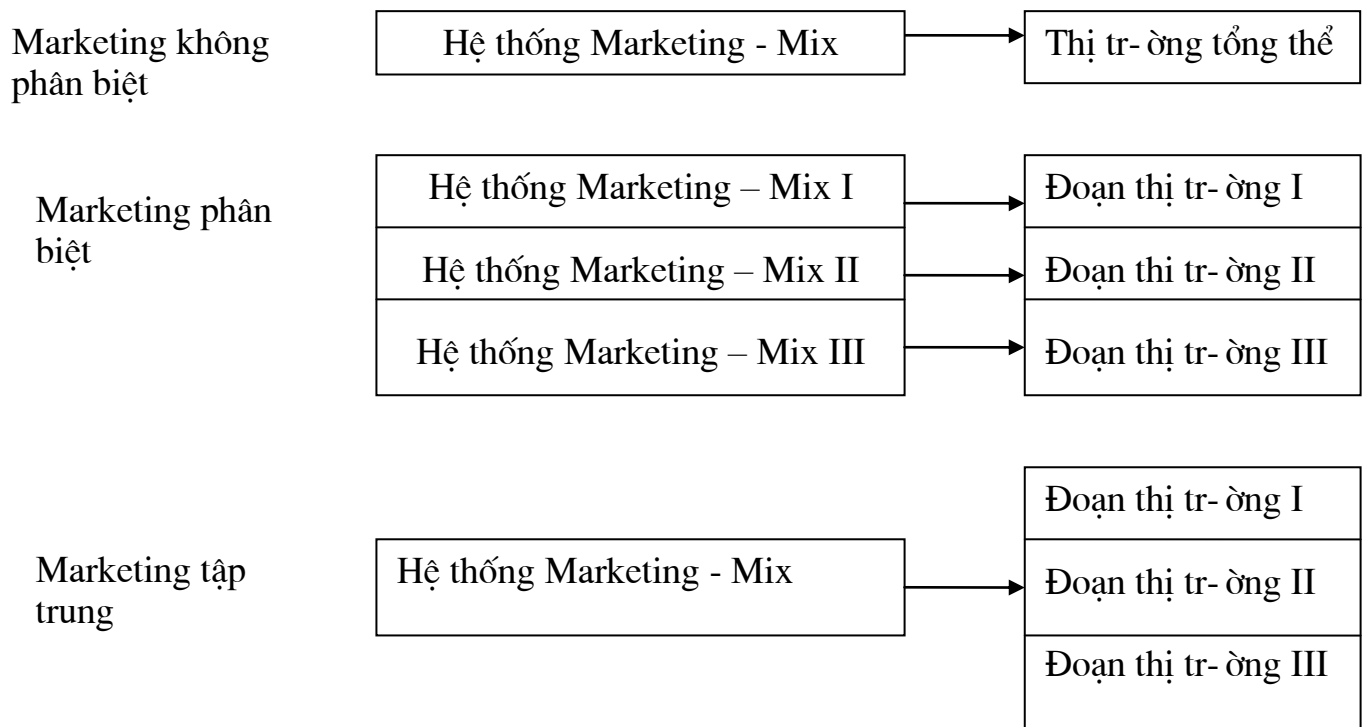 Marketing không
phân biệt
Hệ thống Marketing - Mix
Thị tr- ờng tổng thể
Marketing phân
biệt
Hệ thống Marketing – Mix I
Đoạn thị tr- ờng I
Hệ thống Marketing – Mix II
Đoạn thi tr- ờng II
Hệ thống Marketing – Mix III
Đoạn thị tr- ờng III
Marketing tập
trung
Hệ thống Marketing - Mix
Đoạn thị tr- ờng I
Đoạn thị tr- ờng II
Đoạn thị tr- ờng III